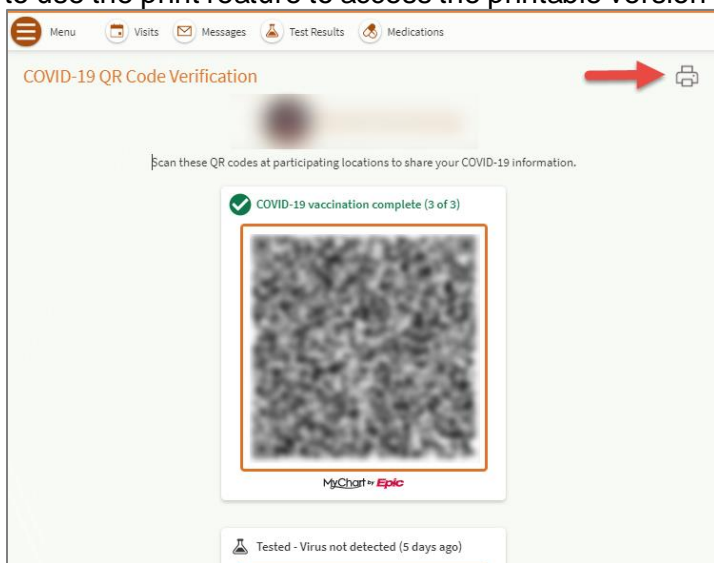 to use the print feature to access the printable version
Menu Visits Messages Test Results Medications
COVID-19 QR Code Verification
Scan these QR codes at participating locations to share your COVID-19 information.
COVID-19 vaccination complete (3 of 3)
MyChart by Epic
Tested - Virus not detected (5 days ago)